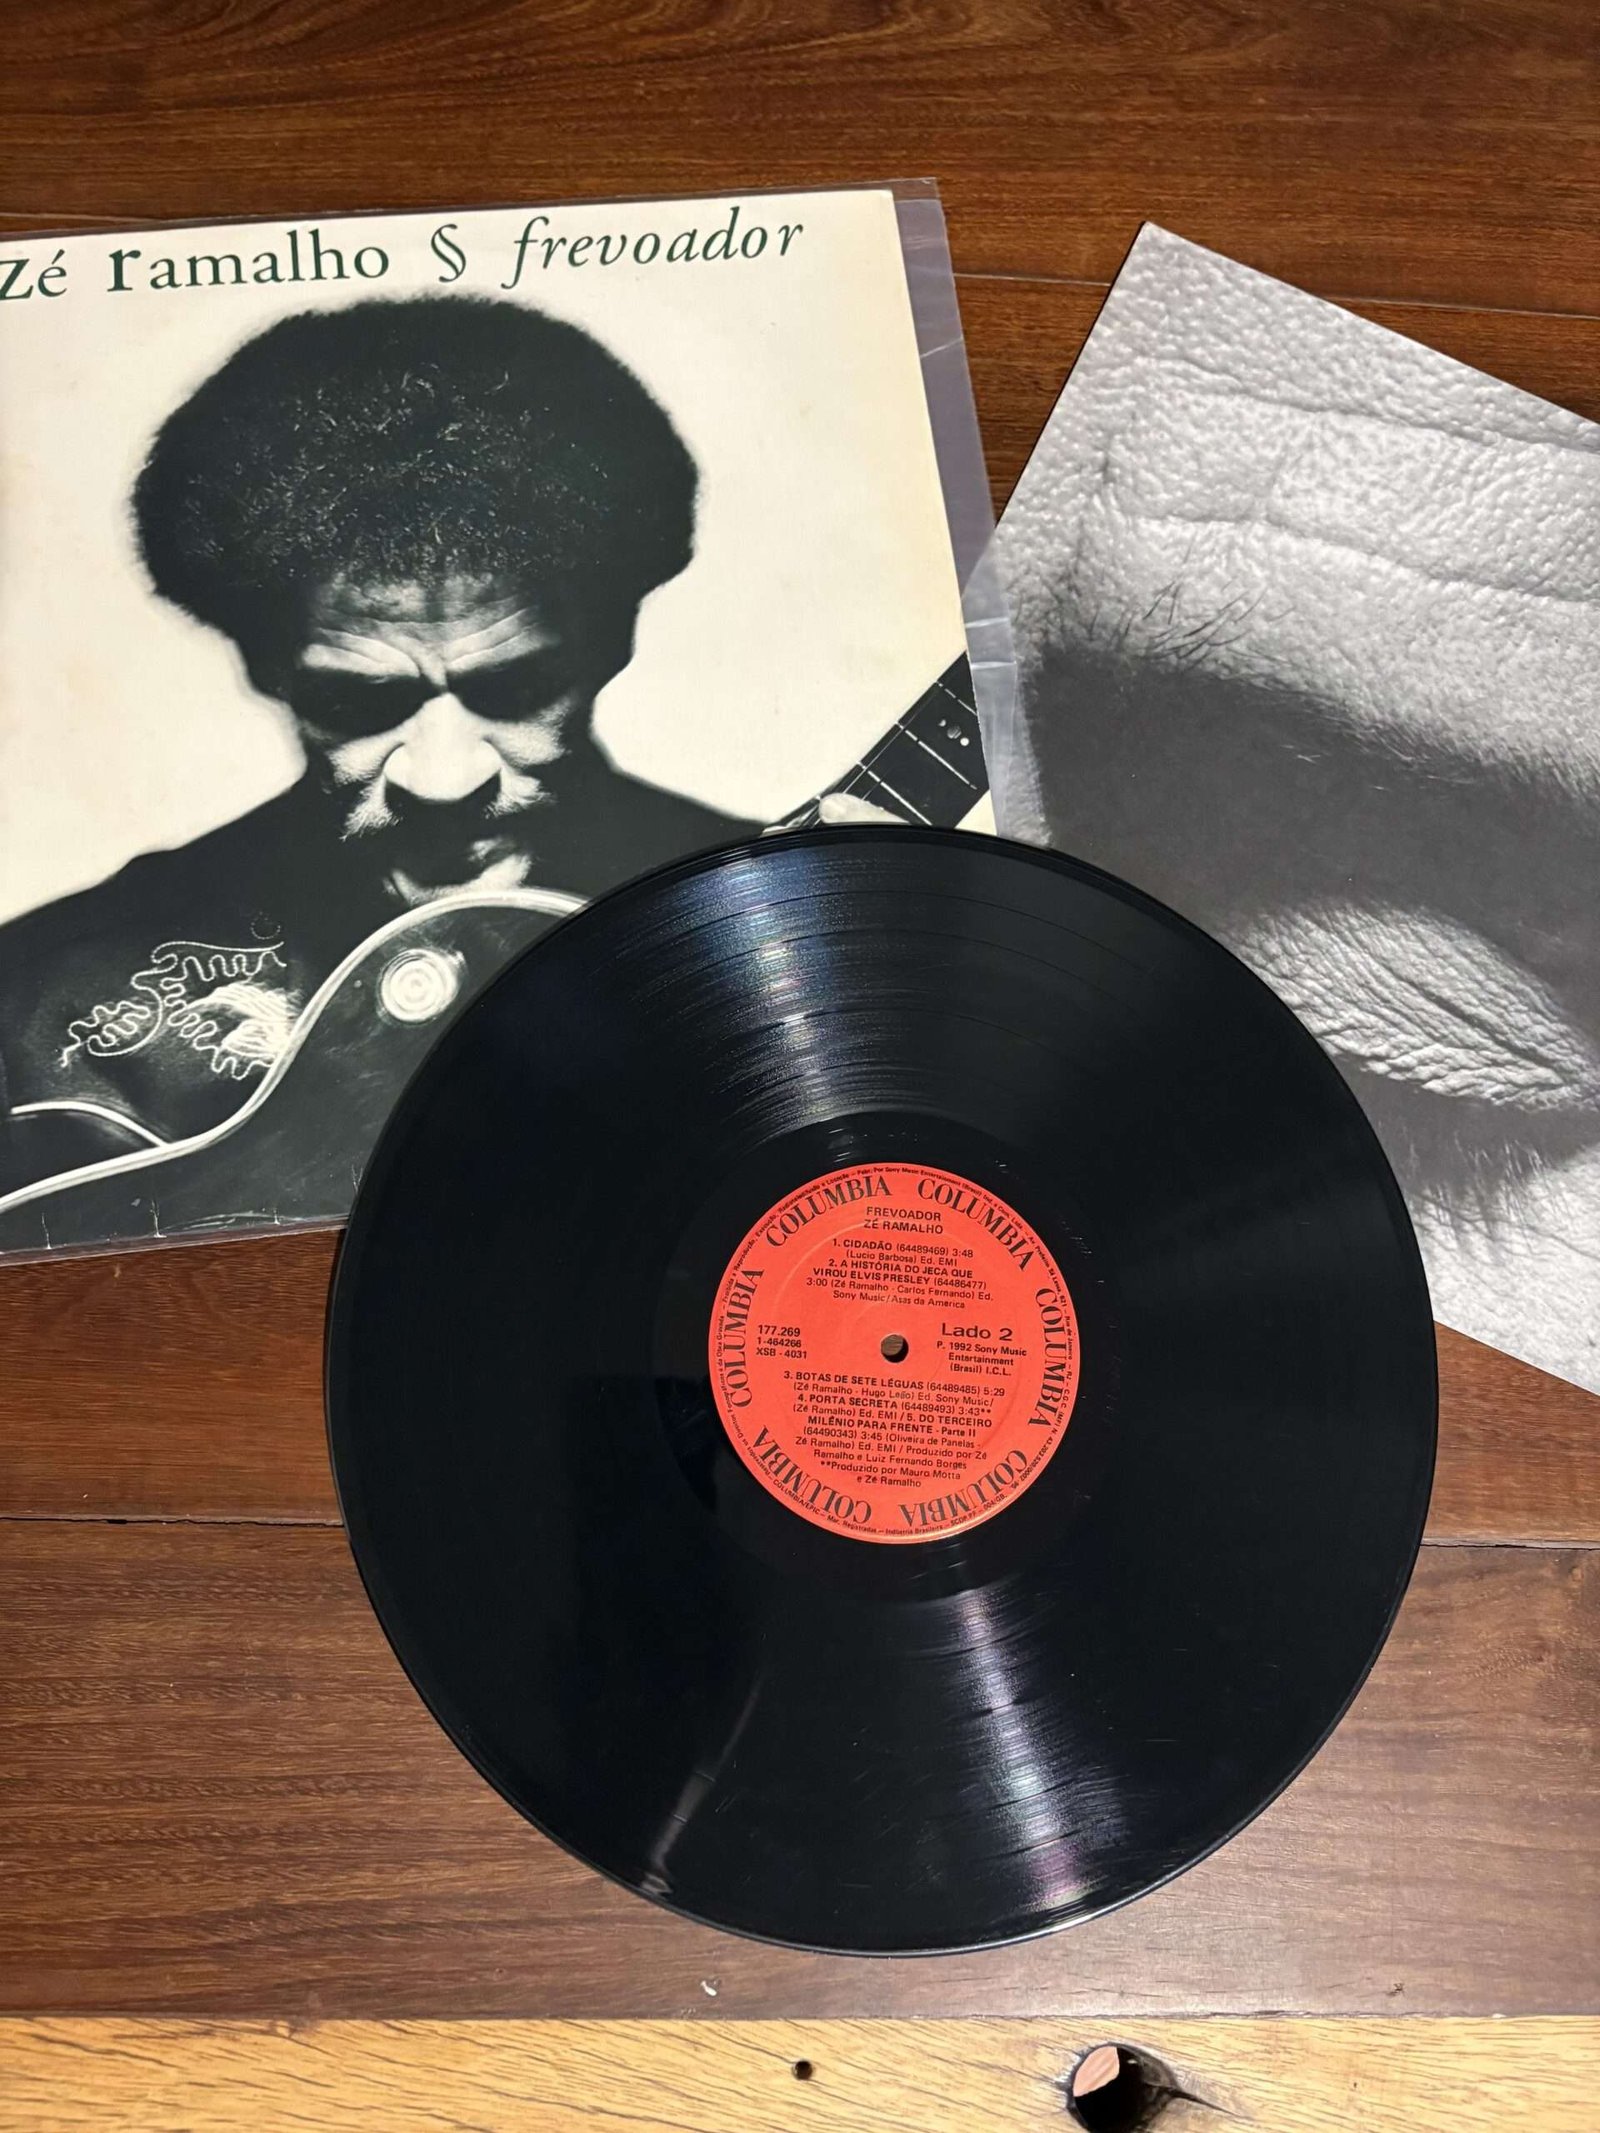 zé ramalho § frevoador
COLUMBIA COLUMBIA COLUMBIA COLUMBIA COLUMBIA COLUMBIA COLUMBIA COLUMBIA COLUMBIA
FREVOADOR
ZÉ RAMALHO
1. CIDADÃO (64489469) 3:48
(Lucio Barbosa) Ed. EMI
2. A HISTÓRIA DO JECA QUE
VIROU ELVIS PRESLEY (64486477)
3:00 (Zé Ramalho - Carlos Fernando) Ed.
Sony Music/Asas da America
177.269
1-464266
XSB - 4031
Lado 2
P. 1992 Sony Music
Entertainment
(Brasil) I.C.L.
3. BOTAS DE SETE LÉGUAS (64489485) 5:29
(Zé Ramalho - Hugo Leão) Ed. Sony Music/
4. PORTA SECRETA (64489493) 3:43**
(Zé Ramalho) Ed. EMI / 5. DO TERCEIRO
MILÊNIO PARA FRENTE - Parte II
(64490343) 3:45 (Oliveira de Panelas -
Zé Ramalho) Ed. EMI / Produzido por Zé
Ramalho e Luiz Fernando Borges
**Produzido por Mauro Motta
e Zé Ramalho